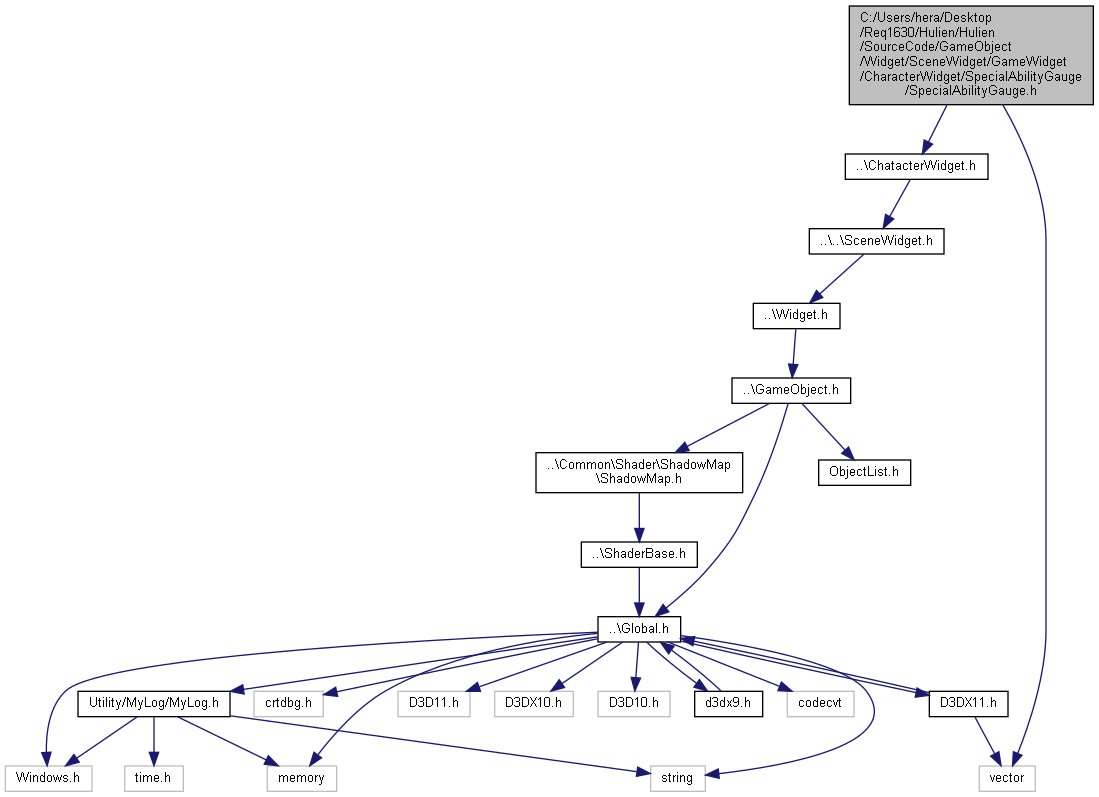 C:/Users/hera/Desktop
/Req1630/Hulien/Hulien
/SourceCode/GameObject
/Widget/SceneWidget/GameWidget
/CharacterWidget/SpecialAbilityGauge
/SpecialAbilityGauge.h
..\ChatacterWidget.h
..\..\SceneWidget.h
..\Widget.h
..\GameObject.h
..\Common\Shader\ShadowMap
\ShadowMap.h
ObjectList.h
..\ShaderBase.h
..\Global.h
Utility/MyLog/MyLog.h
crtdbg.h
D3D11.h
D3DX10.h
D3D10.h
d3dx9.h
codecvt
D3DX11.h
Windows.h
time.h
memory
string
vector